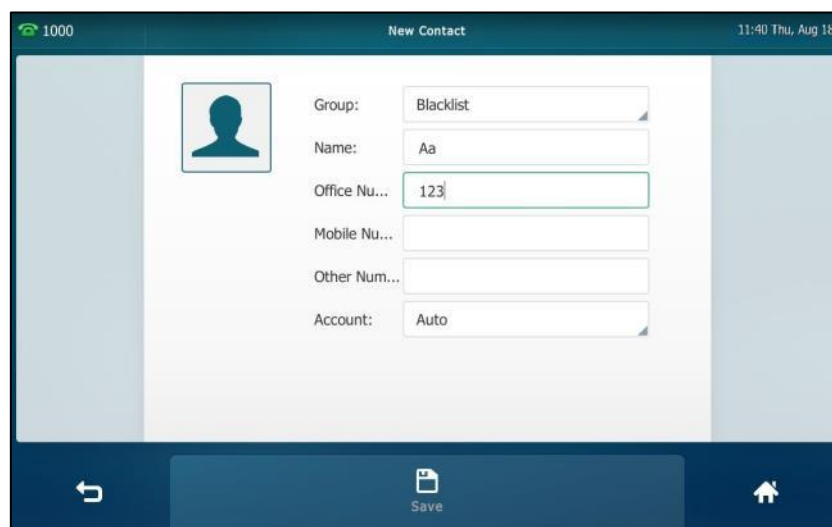 1000 New Contact 11:40 Thu, Aug 18
Group: Blacklist
Name: Aa
Office Nu... 123
Mobile Nu...
Other Num...
Account: Auto
Save